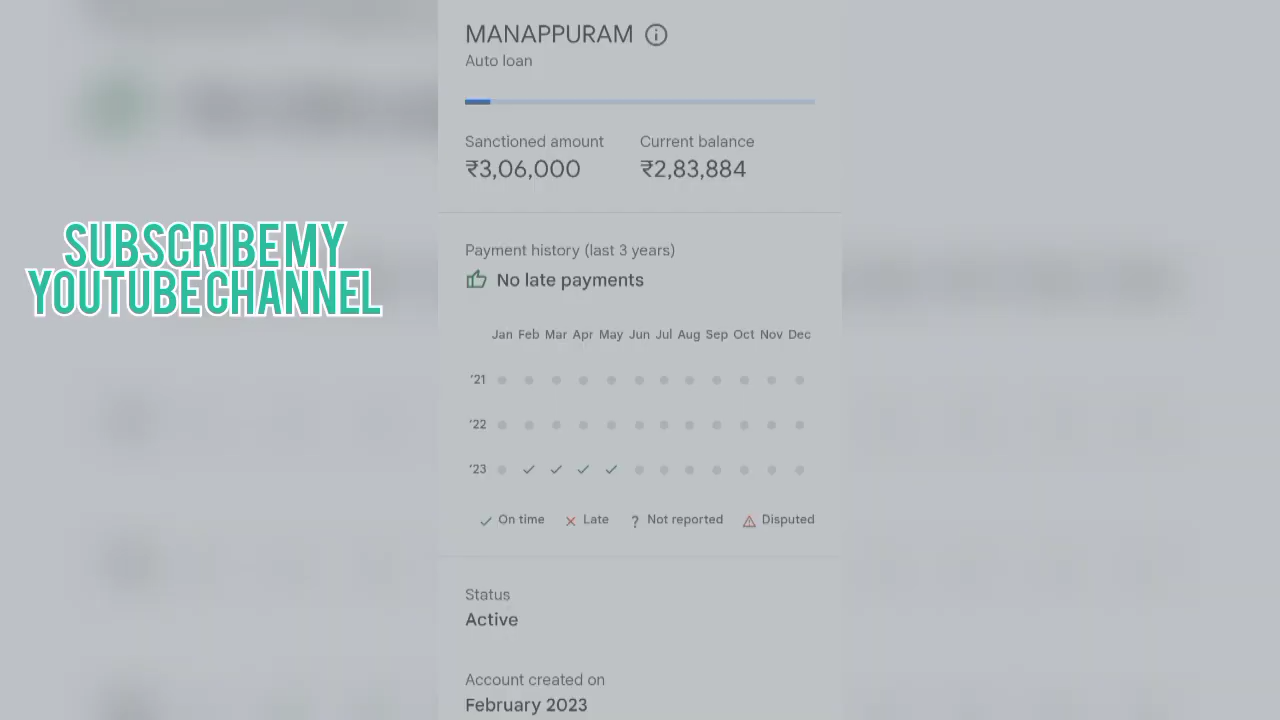 MANAPPURAM
Auto loan
Sanctioned amount Current balance
₹3,06,000 ₹2,83,884
SUBSCRIBE MY
YOUTUBE CHANNEL
Payment history (last 3 years)
No late payments
Jan Feb Mar Apr May Jun Jul Aug Sep Oct Nov Dec
'21
'22
'23
On time Late ? Not reported Disputed
Status
Active
Account created on
February 2023